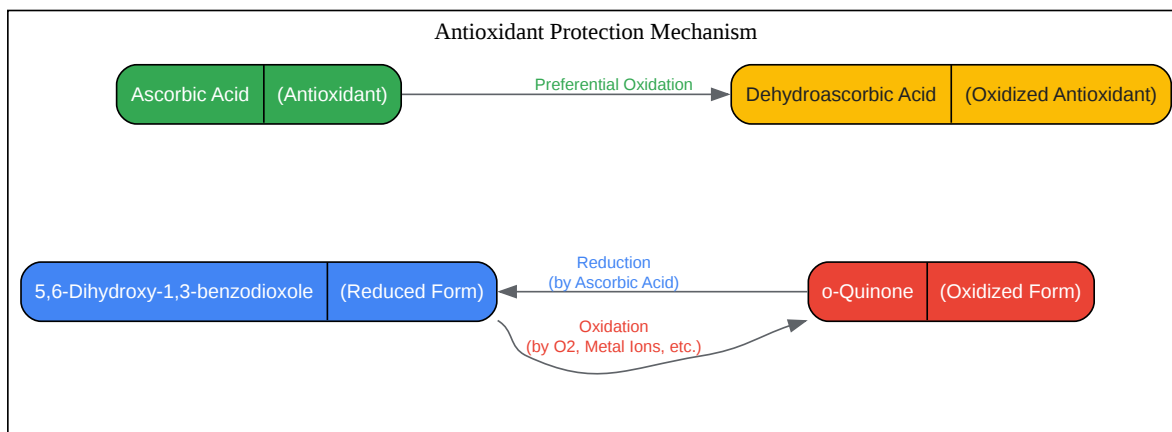 Antioxidant Protection Mechanism
Ascorbic Acid (Antioxidant)
Preferential Oxidation
Dehydroascorbic Acid (Oxidized Antioxidant)
5,6-Dihydroxy-1,3-benzodioxole (Reduced Form)
Reduction
(by Ascorbic Acid)
o-Quinone (Oxidized Form)
Oxidation
(by O2, Metal Ions, etc.)